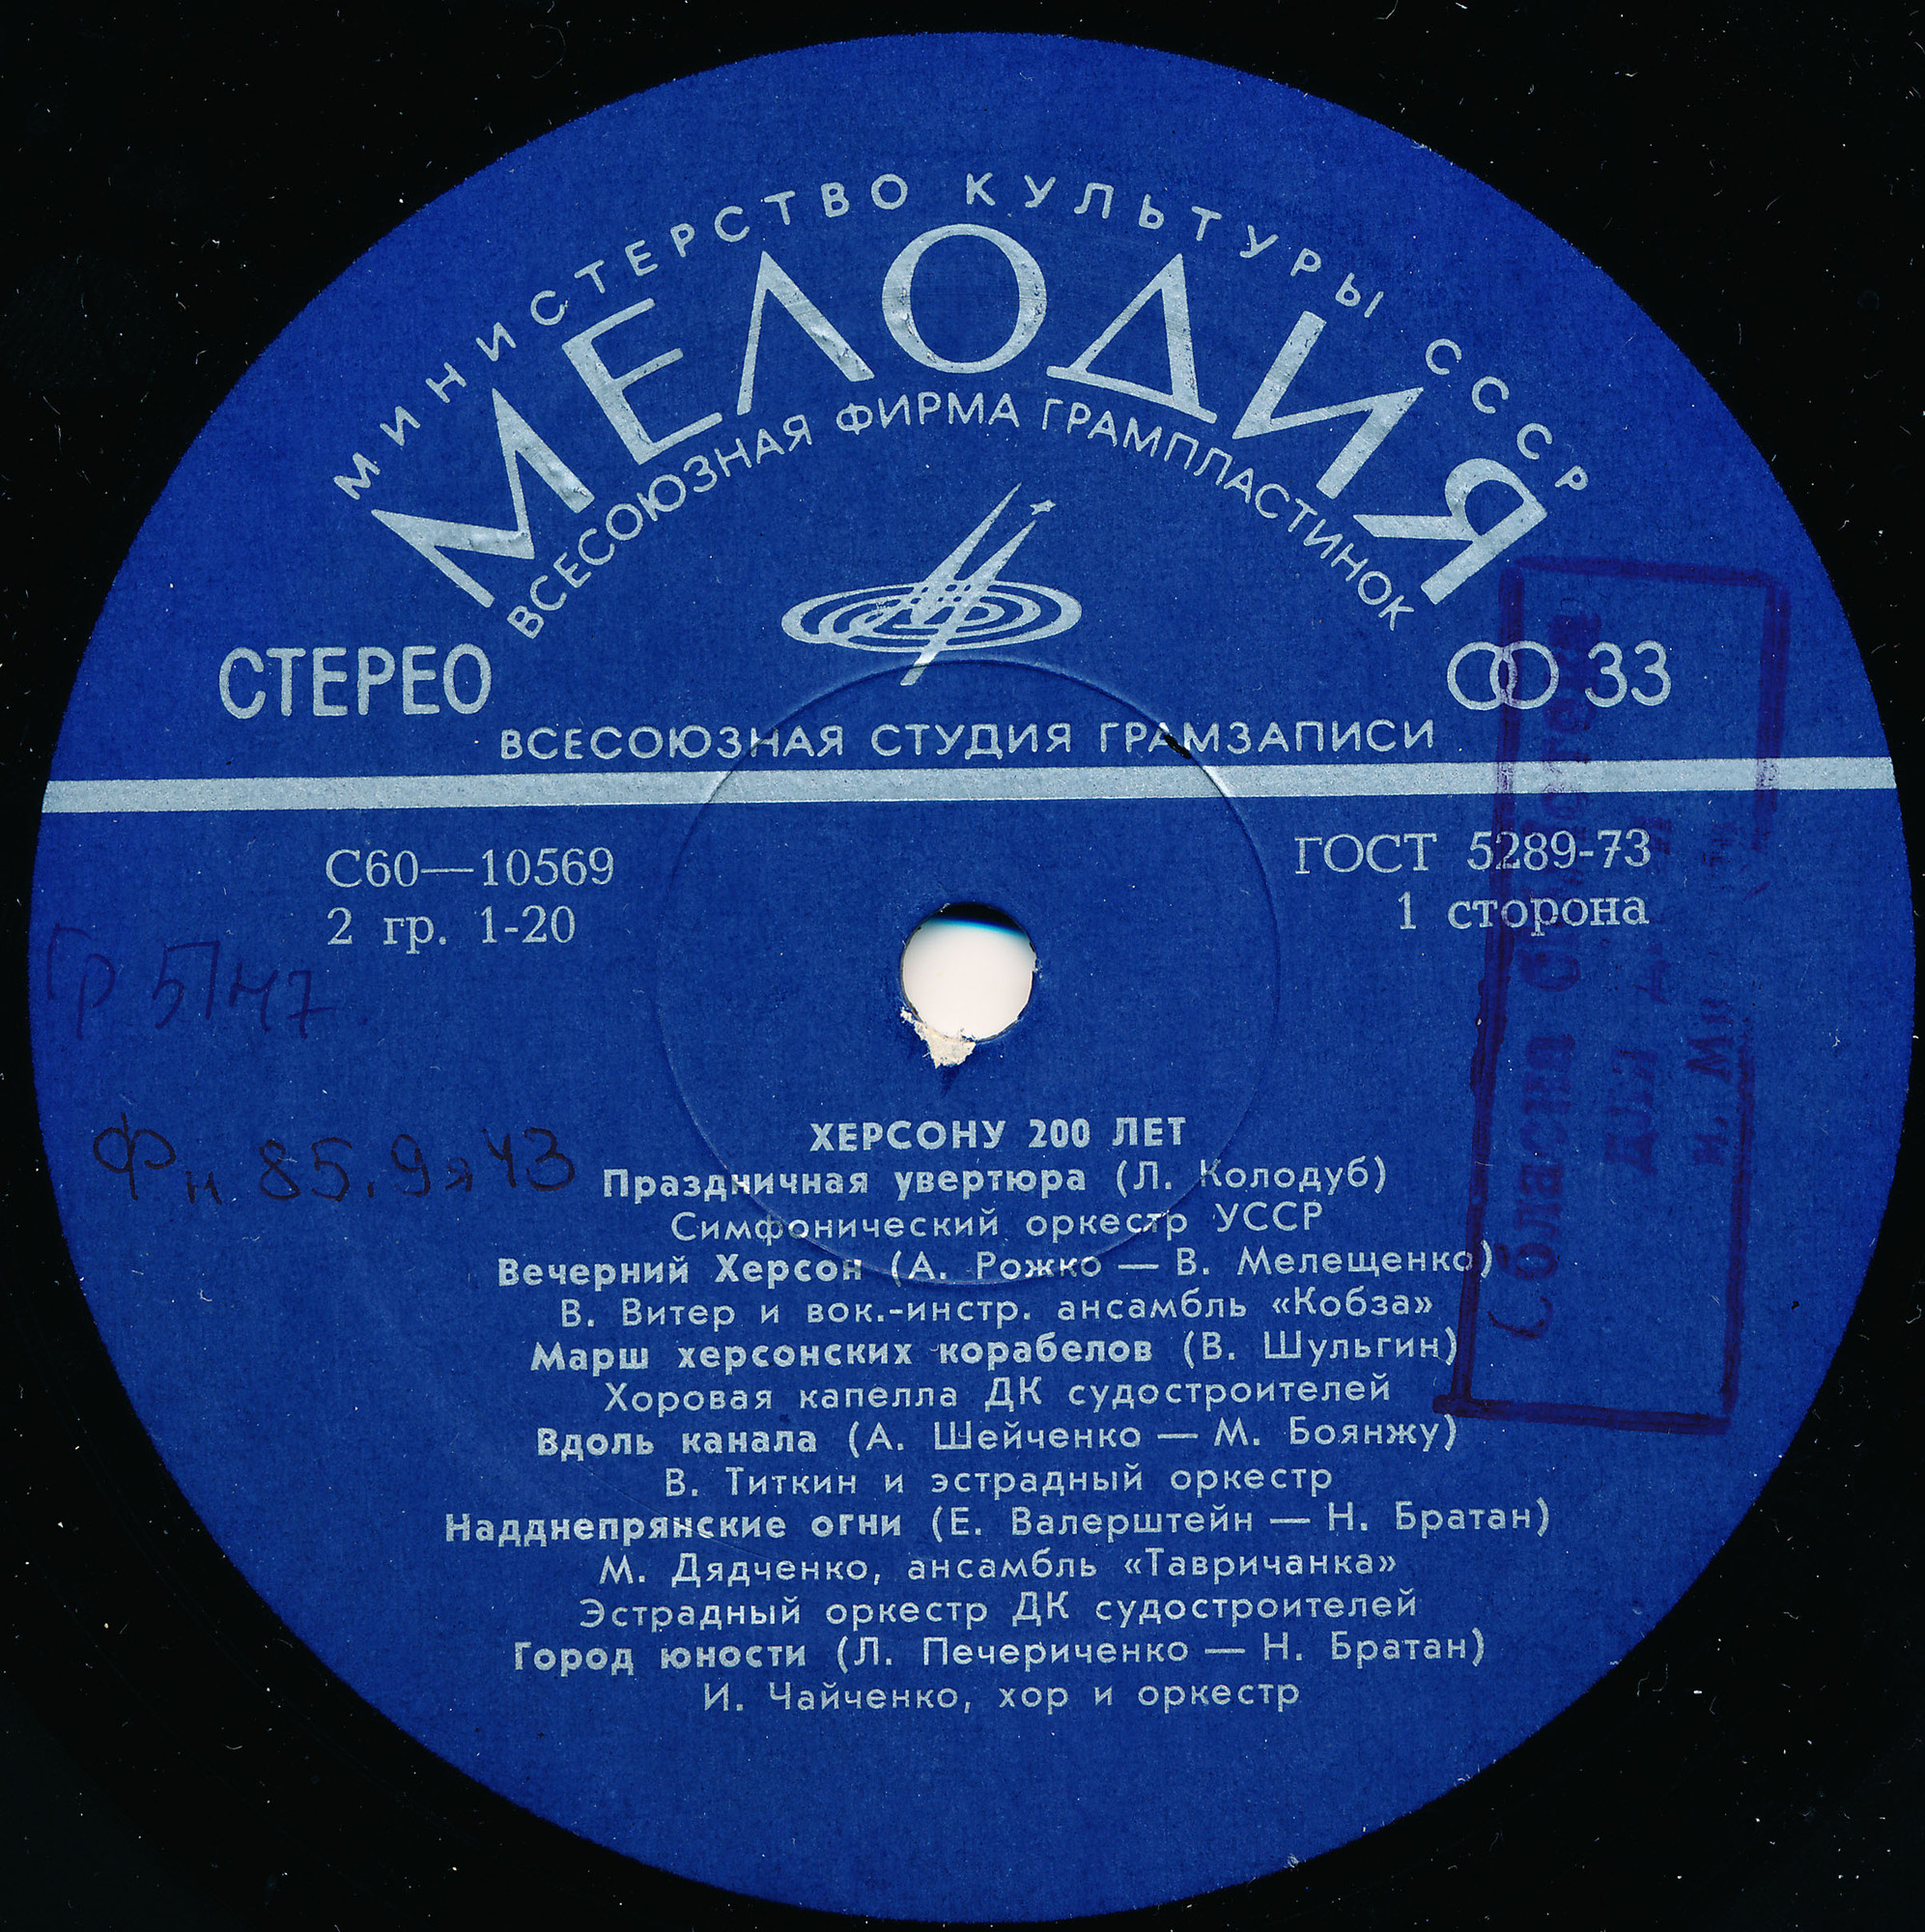 МИНИСТЕРСТВО КУЛЬТУРЫ СССР
МЕЛОДИЯ
ВСЕСОЮЗНАЯ ФИРМА ГРАМПЛАСТИНОК
СТЕРЕО
33
ВСЕСОЮЗНАЯ СТУДИЯ ГРАМЗАПИСИ
С60—10569
ГОСТ 5289-73
2 гр. 1-20
1 сторона
Фн 85.9я43
ХЕРСОНУ 200 ЛЕТ
Праздничная увертюра (Л. Колодуб)
Симфонический оркестр УССР
Вечерний Херсон (А. Рожко — В. Мелещенко)
В. Витер и вок.-инстр. ансамбль «Кобза»
Марш херсонских корабелов (В. Шульгин)
Хоровая капелла ДК судостроителей
Вдоль канала (А. Шейченко — М. Боянжу)
В. Титкин и эстрадный оркестр
Надднепрянские огни (Е. Валерштейн — Н. Братан)
М. Дядченко, ансамбль «Тавричанка»
Эстрадный оркестр ДК судостроителей
Город юности (Л. Печериченко — Н. Братан)
И. Чайченко, хор и оркестр